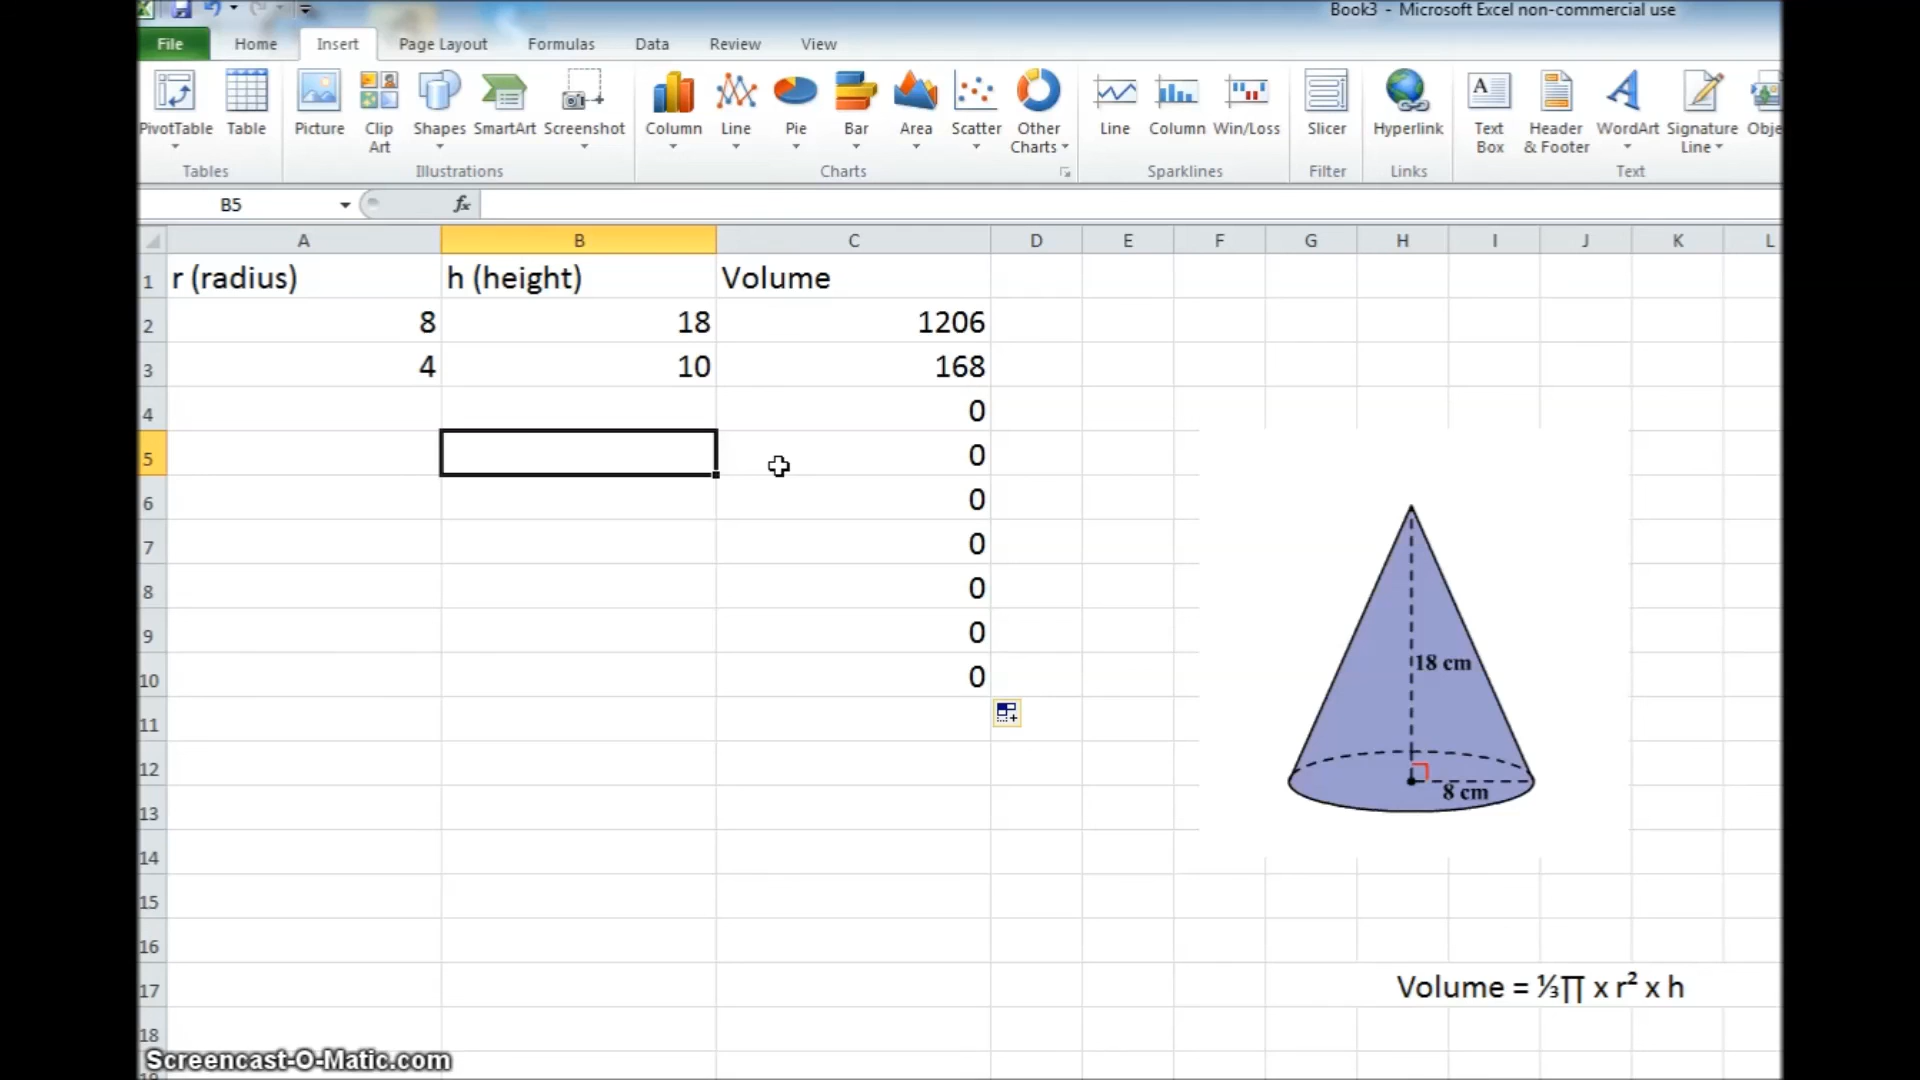 Book3 - Microsoft Excel non-commercial use
File Home Insert Page Layout Formulas Data Review View
PivotTable Table Picture Clip Art Shapes SmartArt Screenshot Column Line Pie Bar Area Scatter Other Charts Line Column Win/Loss Slicer Hyperlink Text Box Header & Footer WordArt Signature Line Obje
Tables Illustrations Charts Sparklines Filter Links Text
B5 fx
A B C D E F G H I J K L
1 r (radius) h (height) Volume
2 8 18 1206
3 4 10 168
4 0
5 0
6 0
7 0
8 0
9 0
10 0
11
12
13
14
15
16
17
18
18 cm
8 cm
Volume = ⅓∏ x r² x h
Screencast-O-Matic.com